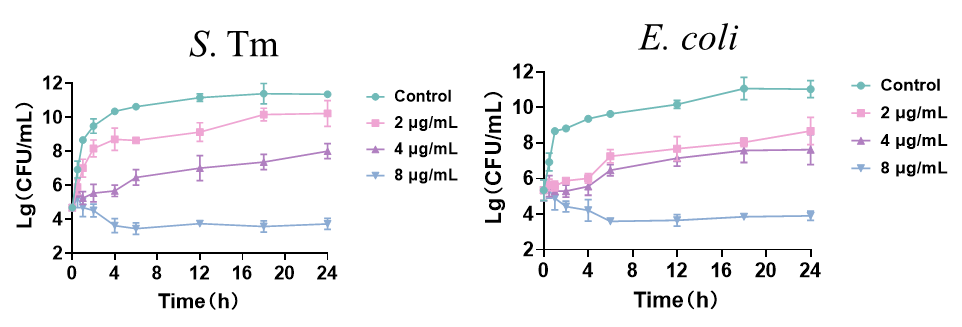 S. Tm
Lg（CFU/mL）
12
10
8
6
4
2
0 4 8 12 16 20 24
Time（h）
Control
2 μg/mL
4 μg/mL
8 μg/mL
E. coli
Lg（CFU/mL）
12
10
8
6
4
2
0 4 8 12 16 20 24
Time（h）
Control
2 μg/mL
4 μg/mL
8 μg/mL